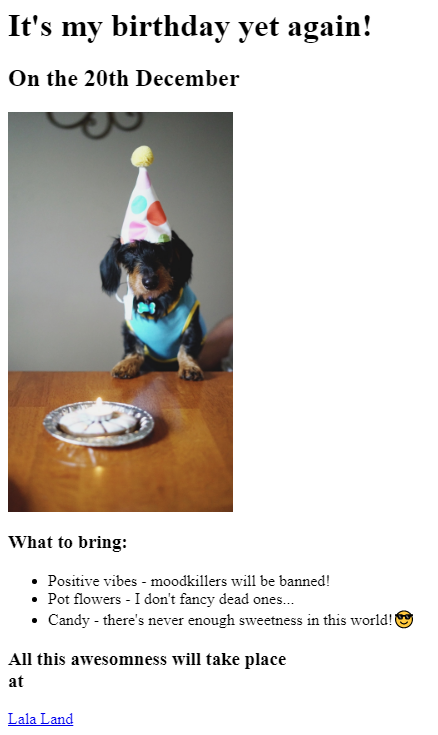 It's my birthday yet again!
On the 20th December
What to bring:
Positive vibes - moodkillers will be banned!
Pot flowers - I don't fancy dead ones...
Candy - there's never enough sweetness in this world!😎
All this awesomness will take place
at
Lala Land